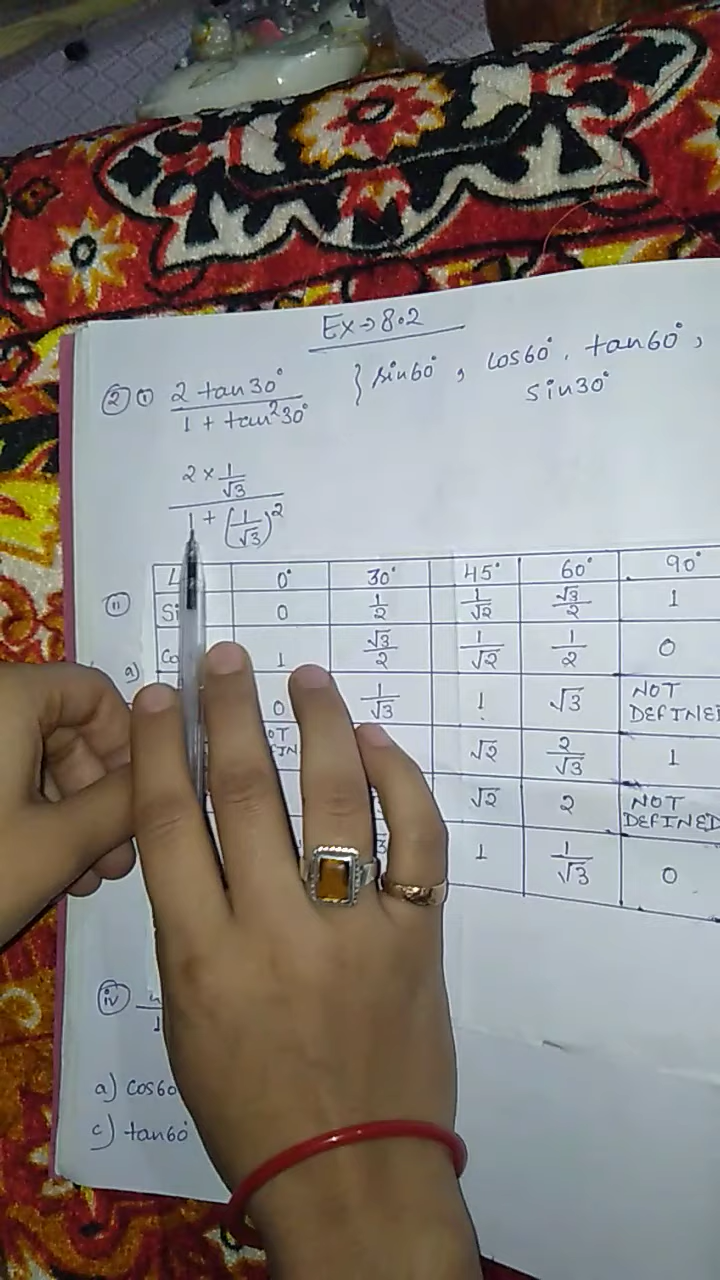 Ex→8.2
② ① 2 tan30° / 1 + tan²30° } sin60°, cos60°. tan60°,
sin30°
2 × 1/√3 / 1 + (1/√3)²
0° 30° 45° 60° 90°
ⅱ Si 0 1/2 1/√2 √3/2 1
a) Co 1 √3/2 1/√2 1/2 0
0 1/√3 1 √3 NOT DEFINED
√2 2/√3 1
√2 2 NOT DEFINED
1 1/√3 0
iv
a) cos60
c) tan60°